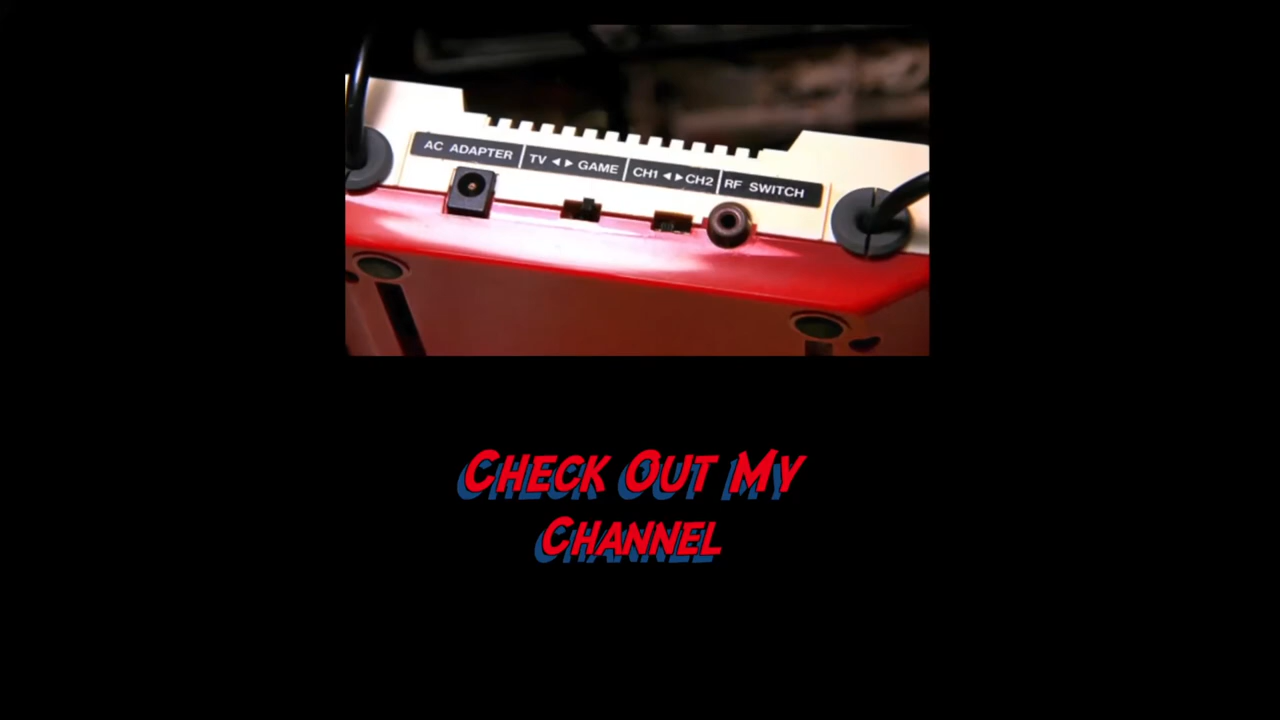 AC ADAPTER TV ◀ ▶ GAME CH1 ◀ ▶ CH2 RF SWITCH
CHECK OUT MY
CHANNEL